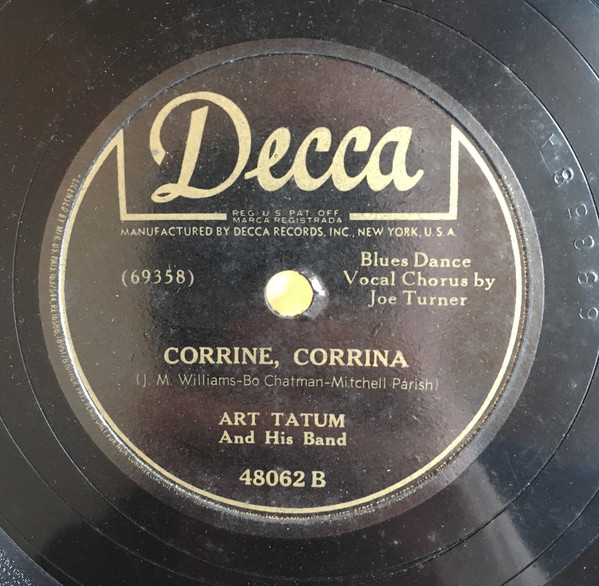 Decca
REG. U.S. PAT. OFF.
MARCA REGISTRADA
MANUFACTURED BY DECCA RECORDS, INC., NEW YORK, U.S.A.
(69358)
Blues Dance
Vocal Chorus by
Joe Turner
CORRINE, CORRINA
(J. M. Williams-Bo Chatman-Mitchell Parish)
ART TATUM
And His Band
48062 B